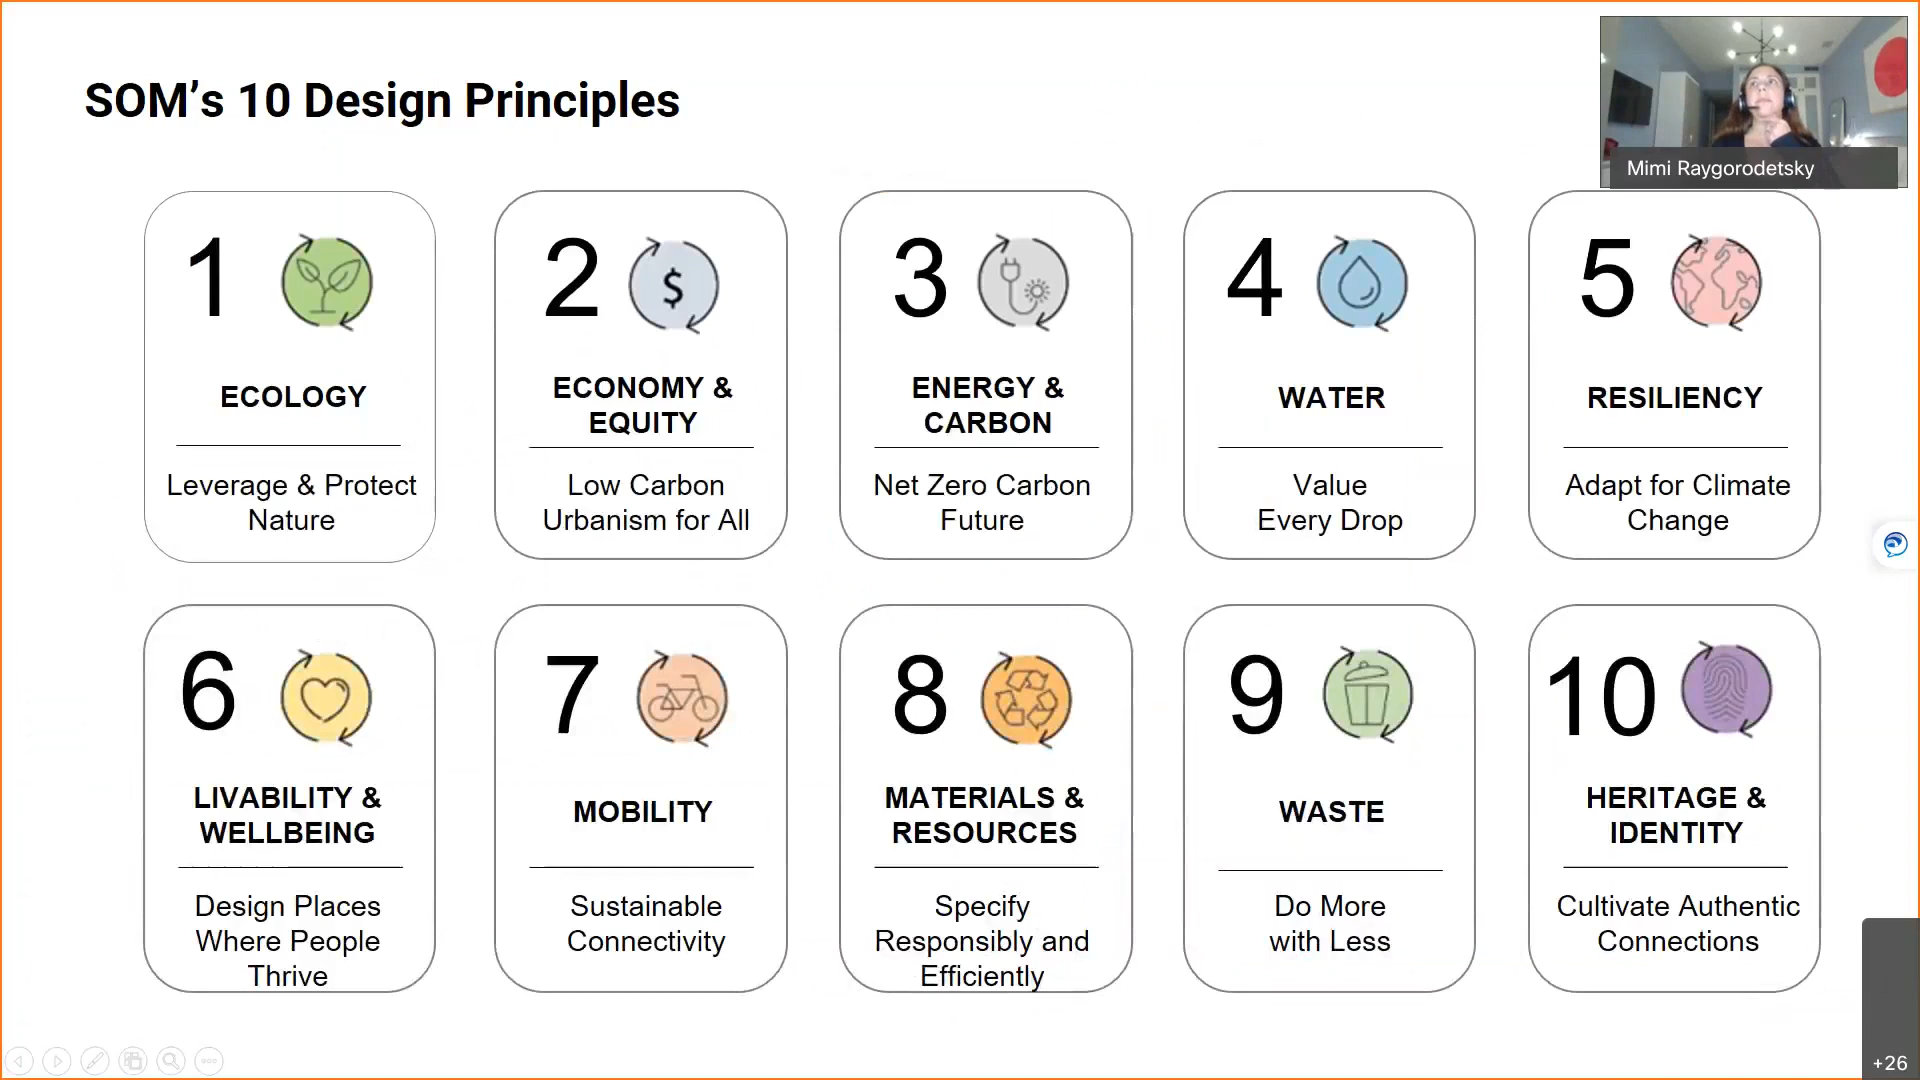 SOM’s 10 Design Principles
Mimi Raygorodetsky
1
ECOLOGY
Leverage & Protect
Nature
2
$
ECONOMY &
EQUITY
Low Carbon
Urbanism for All
3
ENERGY &
CARBON
Net Zero Carbon
Future
4
WATER
Value
Every Drop
5
RESILIENCY
Adapt for Climate
Change
6
LIVABILITY &
WELLBEING
Design Places
Where People
Thrive
7
MOBILITY
Sustainable
Connectivity
8
MATERIALS &
RESOURCES
Specify
Responsibly and
Efficiently
9
WASTE
Do More
with Less
10
HERITAGE &
IDENTITY
Cultivate Authentic
Connections
+26